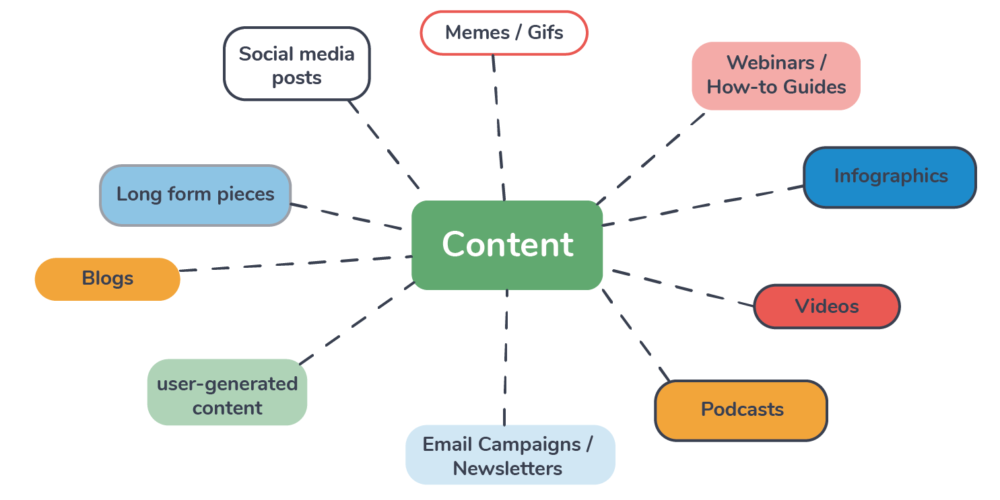 Memes / Gifs
Social media
posts
Webinars /
How-to Guides
Infographics
Long form pieces
Content
Blogs
Videos
user-generated
content
Podcasts
Email Campaigns /
Newsletters